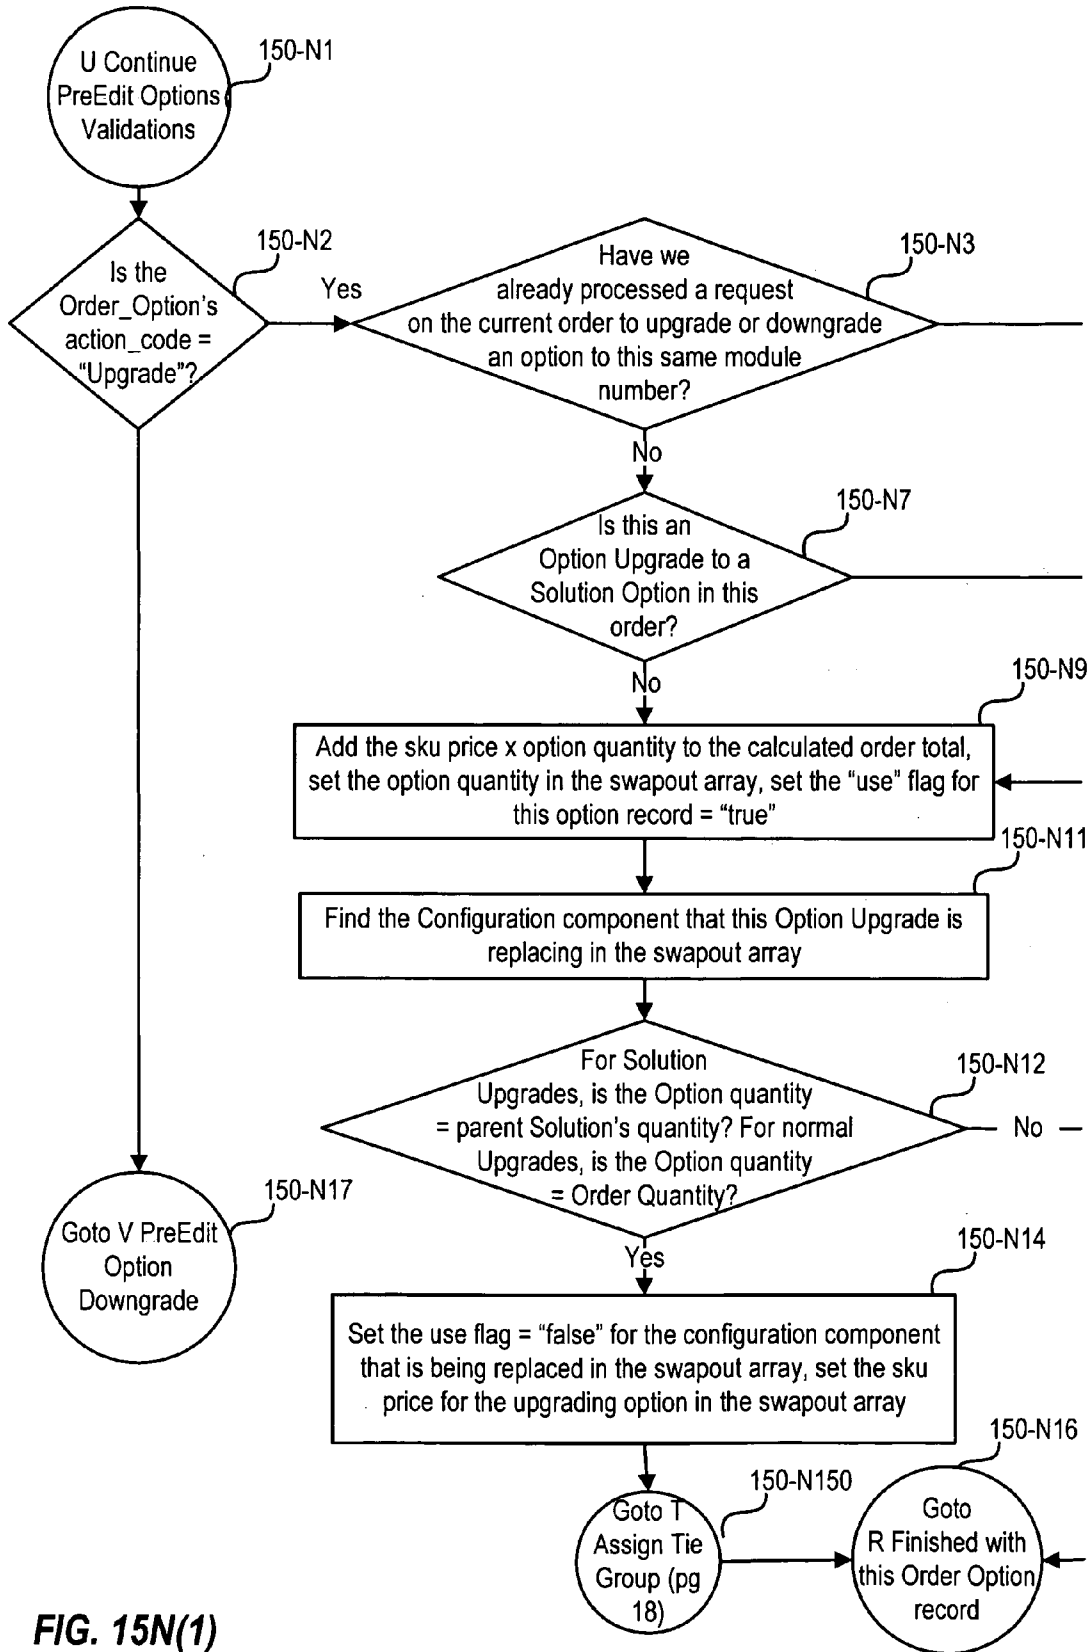 U Continue
PreEdit Options
Validations
150-N1
Is the
Order_Option's
action_code =
“Upgrade”?
150-N2
Yes
Have we
already processed a request
on the current order to upgrade or downgrade
an option to this same module
number?
150-N3
No
Is this an
Option Upgrade to a
Solution Option in this
order?
150-N7
No
150-N9
Add the sku price x option quantity to the calculated order total,
set the option quantity in the swapout array, set the “use” flag for
this option record = “true”
150-N11
Find the Configuration component that this Option Upgrade is
replacing in the swapout array
For Solution
Upgrades, is the Option quantity
= parent Solution's quantity? For normal
Upgrades, is the Option quantity
= Order Quantity?
150-N12
No
Yes
Goto V PreEdit
Option
Downgrade
150-N17
150-N14
Set the use flag = “false” for the configuration component
that is being replaced in the swapout array, set the sku
price for the upgrading option in the swapout array
Goto T
Assign Tie
Group (pg
18)
150-N150
150-N16
Goto
R Finished with
this Order Option
record
FIG. 15N(1)